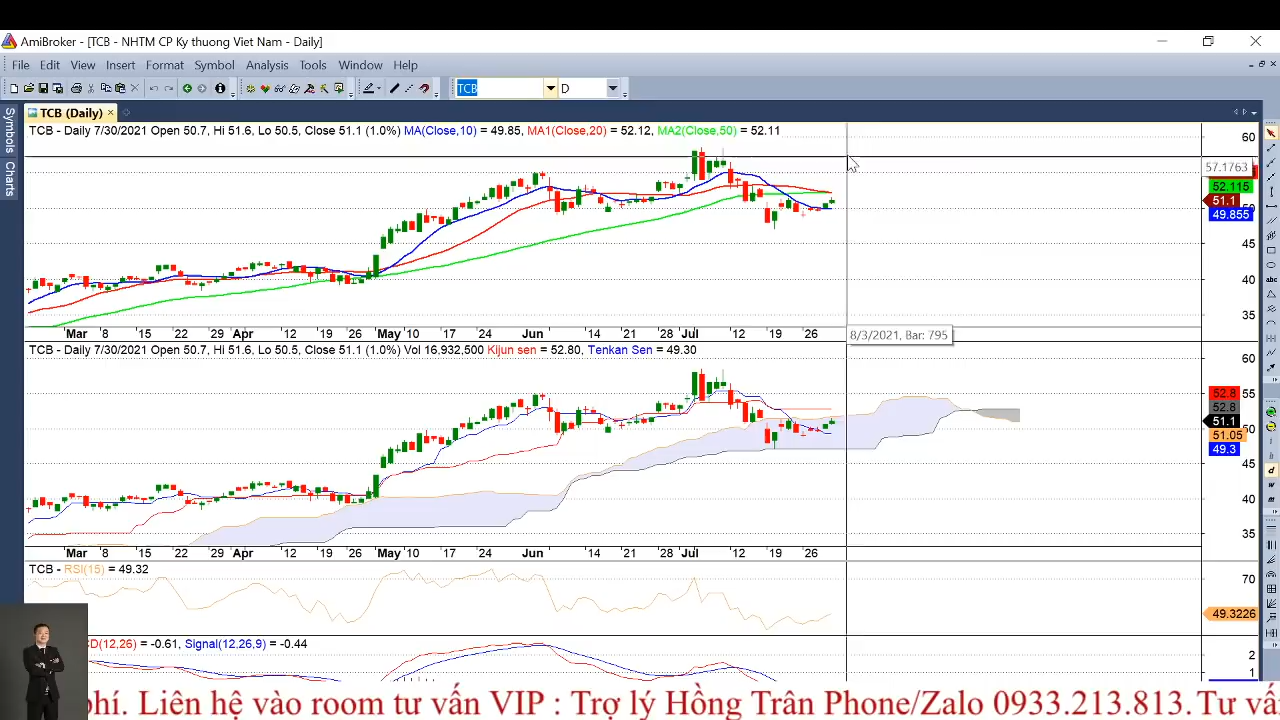 AmiBroker - [TCB - NHTM CP Ky thuong Viet Nam - Daily]
File Edit View Insert Format Symbol Analysis Tools Window Help
TCB D
Symbols Charts
TCB (Daily)
TCB - Daily 7/30/2021 Open 50.7, Hi 51.6, Lo 50.5, Close 51.1 (1.0%) MA(Close,10) = 49.85, MA1(Close,20) = 52.12, MA2(Close,50) = 52.11
60
57.1763
52.115
51.1
49.855
45
40
35
Mar 8 15 22 29 Apr 12 19 26 May 10 17 24 Jun 14 21 28 Jul 12 19 26
8/3/2021, Bar: 795
TCB - Daily 7/30/2021 Open 50.7, Hi 51.6, Lo 50.5, Close 51.1 (1.0%) Vol 16,932,500 Kijun sen = 52.80, Tenkan Sen = 49.30
60
55
52.8
52.8
51.1
50
51.05
49.3
45
40
35
Mar 8 15 22 29 Apr 12 19 26 May 10 17 24 Jun 14 21 28 Jul 12 19 26
TCB - RSI(15) = 49.32
70
49.3226
CD(12,26) = -0.61, Signal(12,26,9) = -0.44
2
1
phí. Liên hệ vào room tư vấn VIP : Trợ lý Hồng Trân Phone/Zalo 0933.213.813.Tư vấ